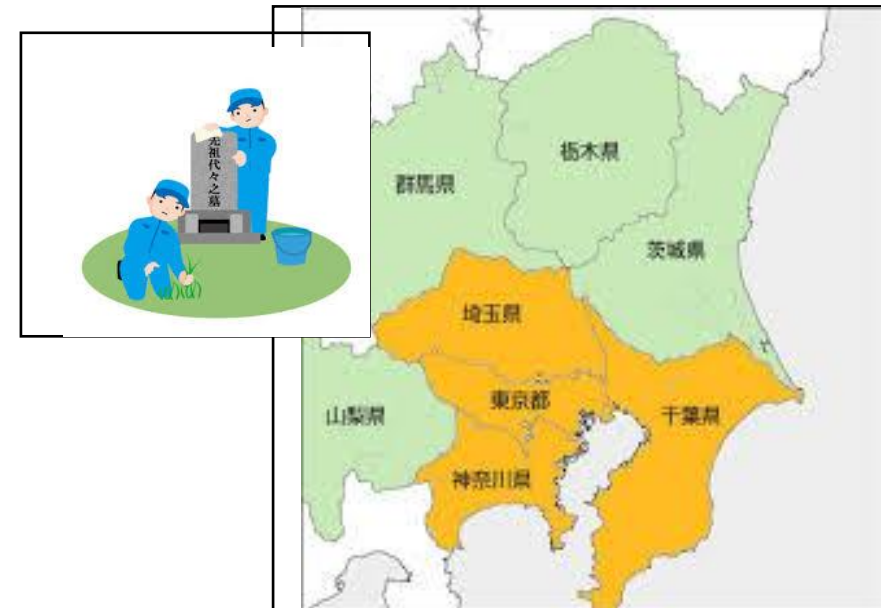 先祖代々之墓
栃木県
群馬県
茨城県
埼玉県
東京都
千葉県
山梨県
神奈川県